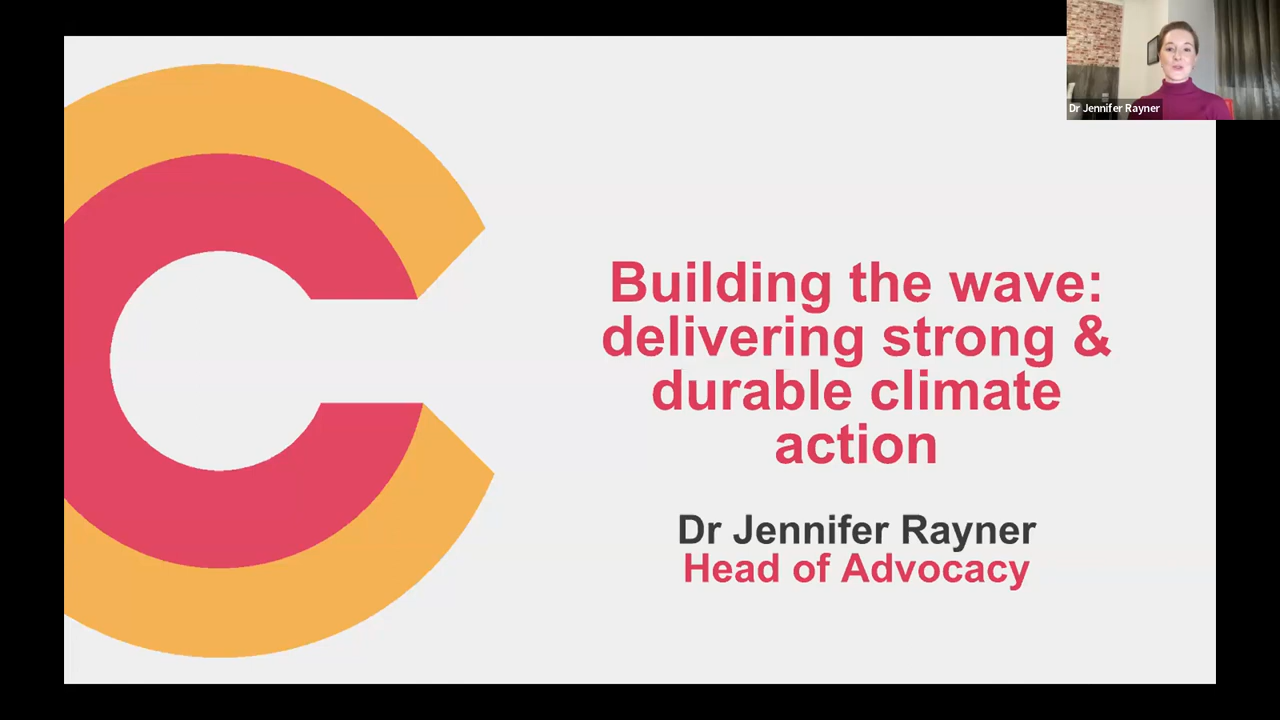 Dr Jennifer Rayner
Building the wave:
delivering strong &
durable climate
action
Dr Jennifer Rayner
Head of Advocacy